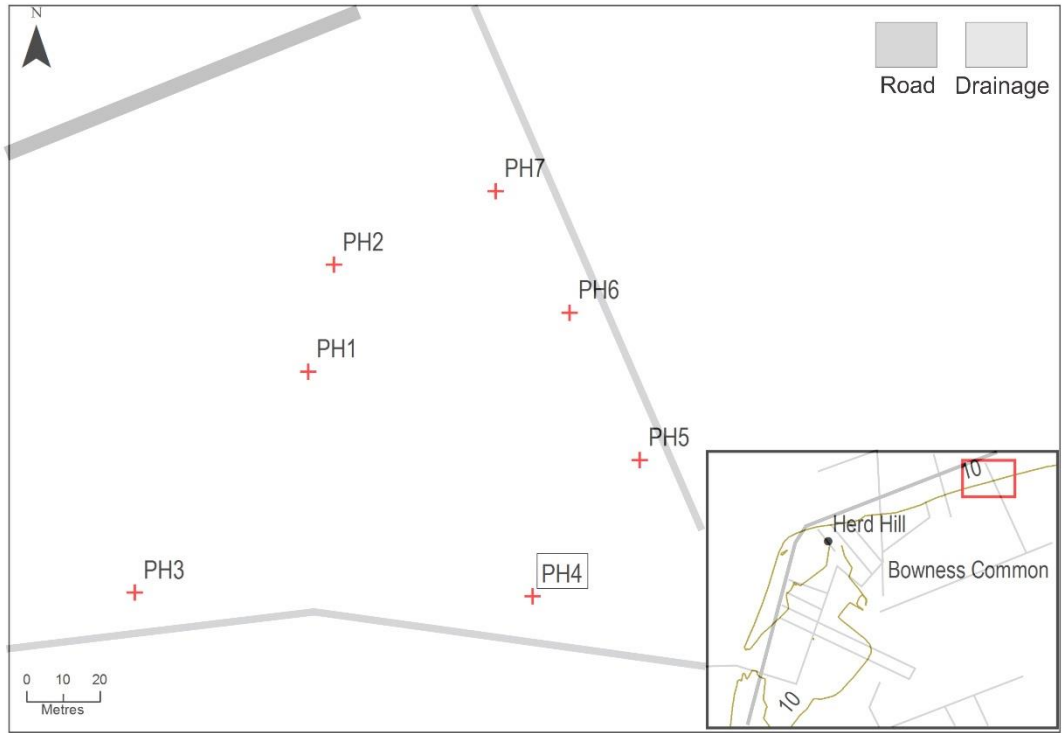 N
Road
Drainage
PH7
PH2
PH6
PH1
PH5
PH3
PH4
0 10 20
Metres
10
Herd Hill
Bowness Common
10